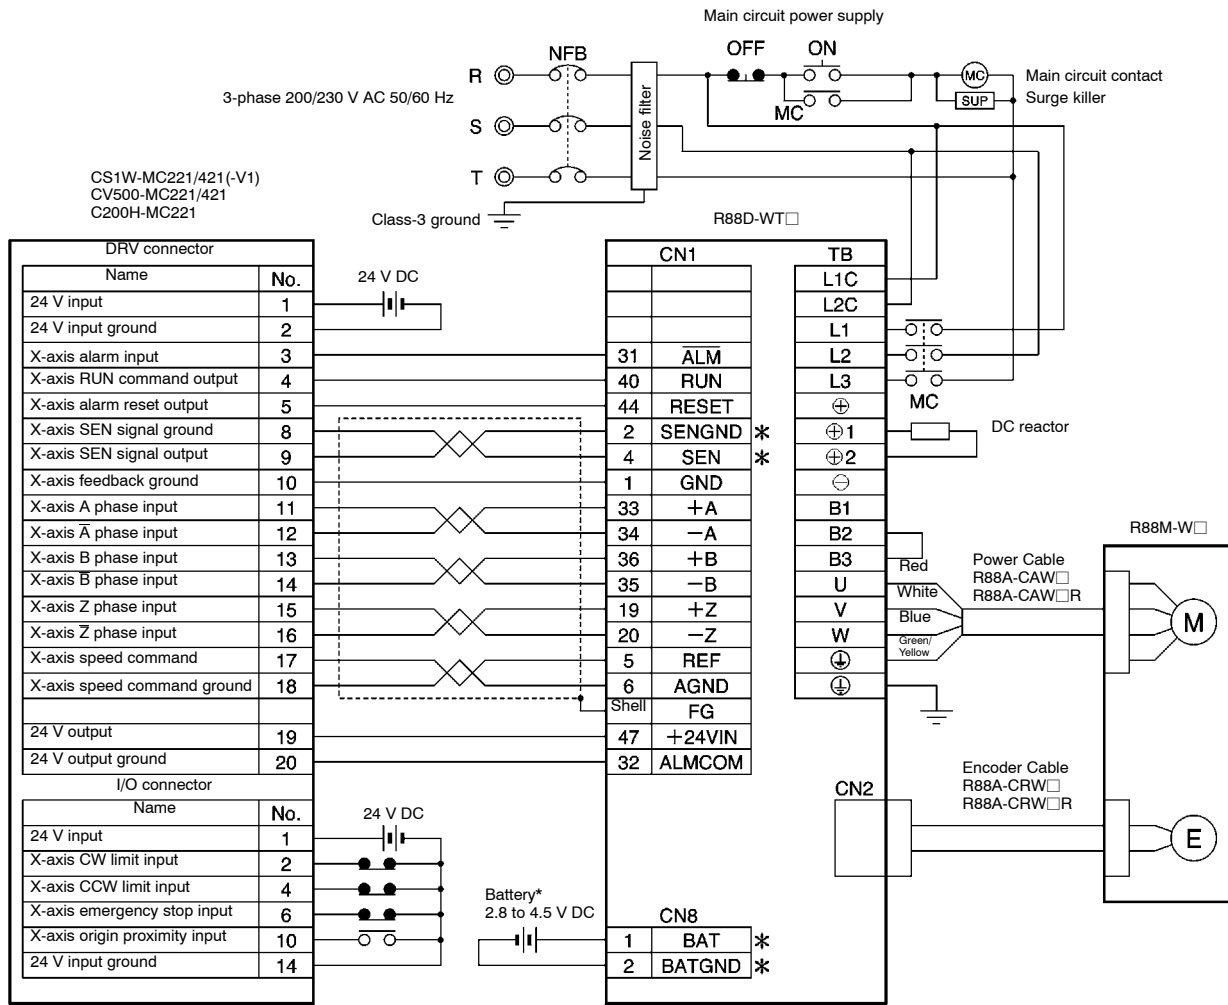 Main circuit power supply
NFB
OFF
ON
R
3-phase 200/230 V AC 50/60 Hz
S
T
Noise filter
MC
MC
SUP
Main circuit contact
Surge killer
CS1W-MC221/421(-V1)
CV500-MC221/421
C200H-MC221
Class-3 ground
R88D-WT□
DRV connector
Name No.
24 V input 1
24 V input ground 2
X-axis alarm input 3
X-axis RUN command output 4
X-axis alarm reset output 5
X-axis SEN signal ground 8
X-axis SEN signal output 9
X-axis feedback ground 10
X-axis A phase input 11
X-axis A̅ phase input 12
X-axis B phase input 13
X-axis B̅ phase input 14
X-axis Z phase input 15
X-axis Z̅ phase input 16
X-axis speed command 17
X-axis speed command ground 18
24 V output 19
24 V output ground 20
I/O connector
Name No.
24 V input 1
X-axis CW limit input 2
X-axis CCW limit input 4
X-axis emergency stop input 6
X-axis origin proximity input 10
24 V input ground 14
24 V DC
24 V DC
CN1
31 A̅L̅M̅
40 RUN
44 RESET
2 SENGND *
4 SEN *
1 GND
33 +A
34 −A
36 +B
35 −B
19 +Z
20 −Z
5 REF
6 AGND
Shell FG
47 +24VIN
32 ALMCOM
Battery*
2.8 to 4.5 V DC
CN8
1 BAT *
2 BATGND *
TB
L1C
L2C
L1
L2
L3
⊕
⊕1
⊕2
⊖
B1
B2
B3
U
V
W
MC
DC reactor
Red
White
Blue
Green/
Yellow
Power Cable
R88A-CAW□
R88A-CAW□R
R88M-W□
M
CN2
Encoder Cable
R88A-CRW□
R88A-CRW□R
E